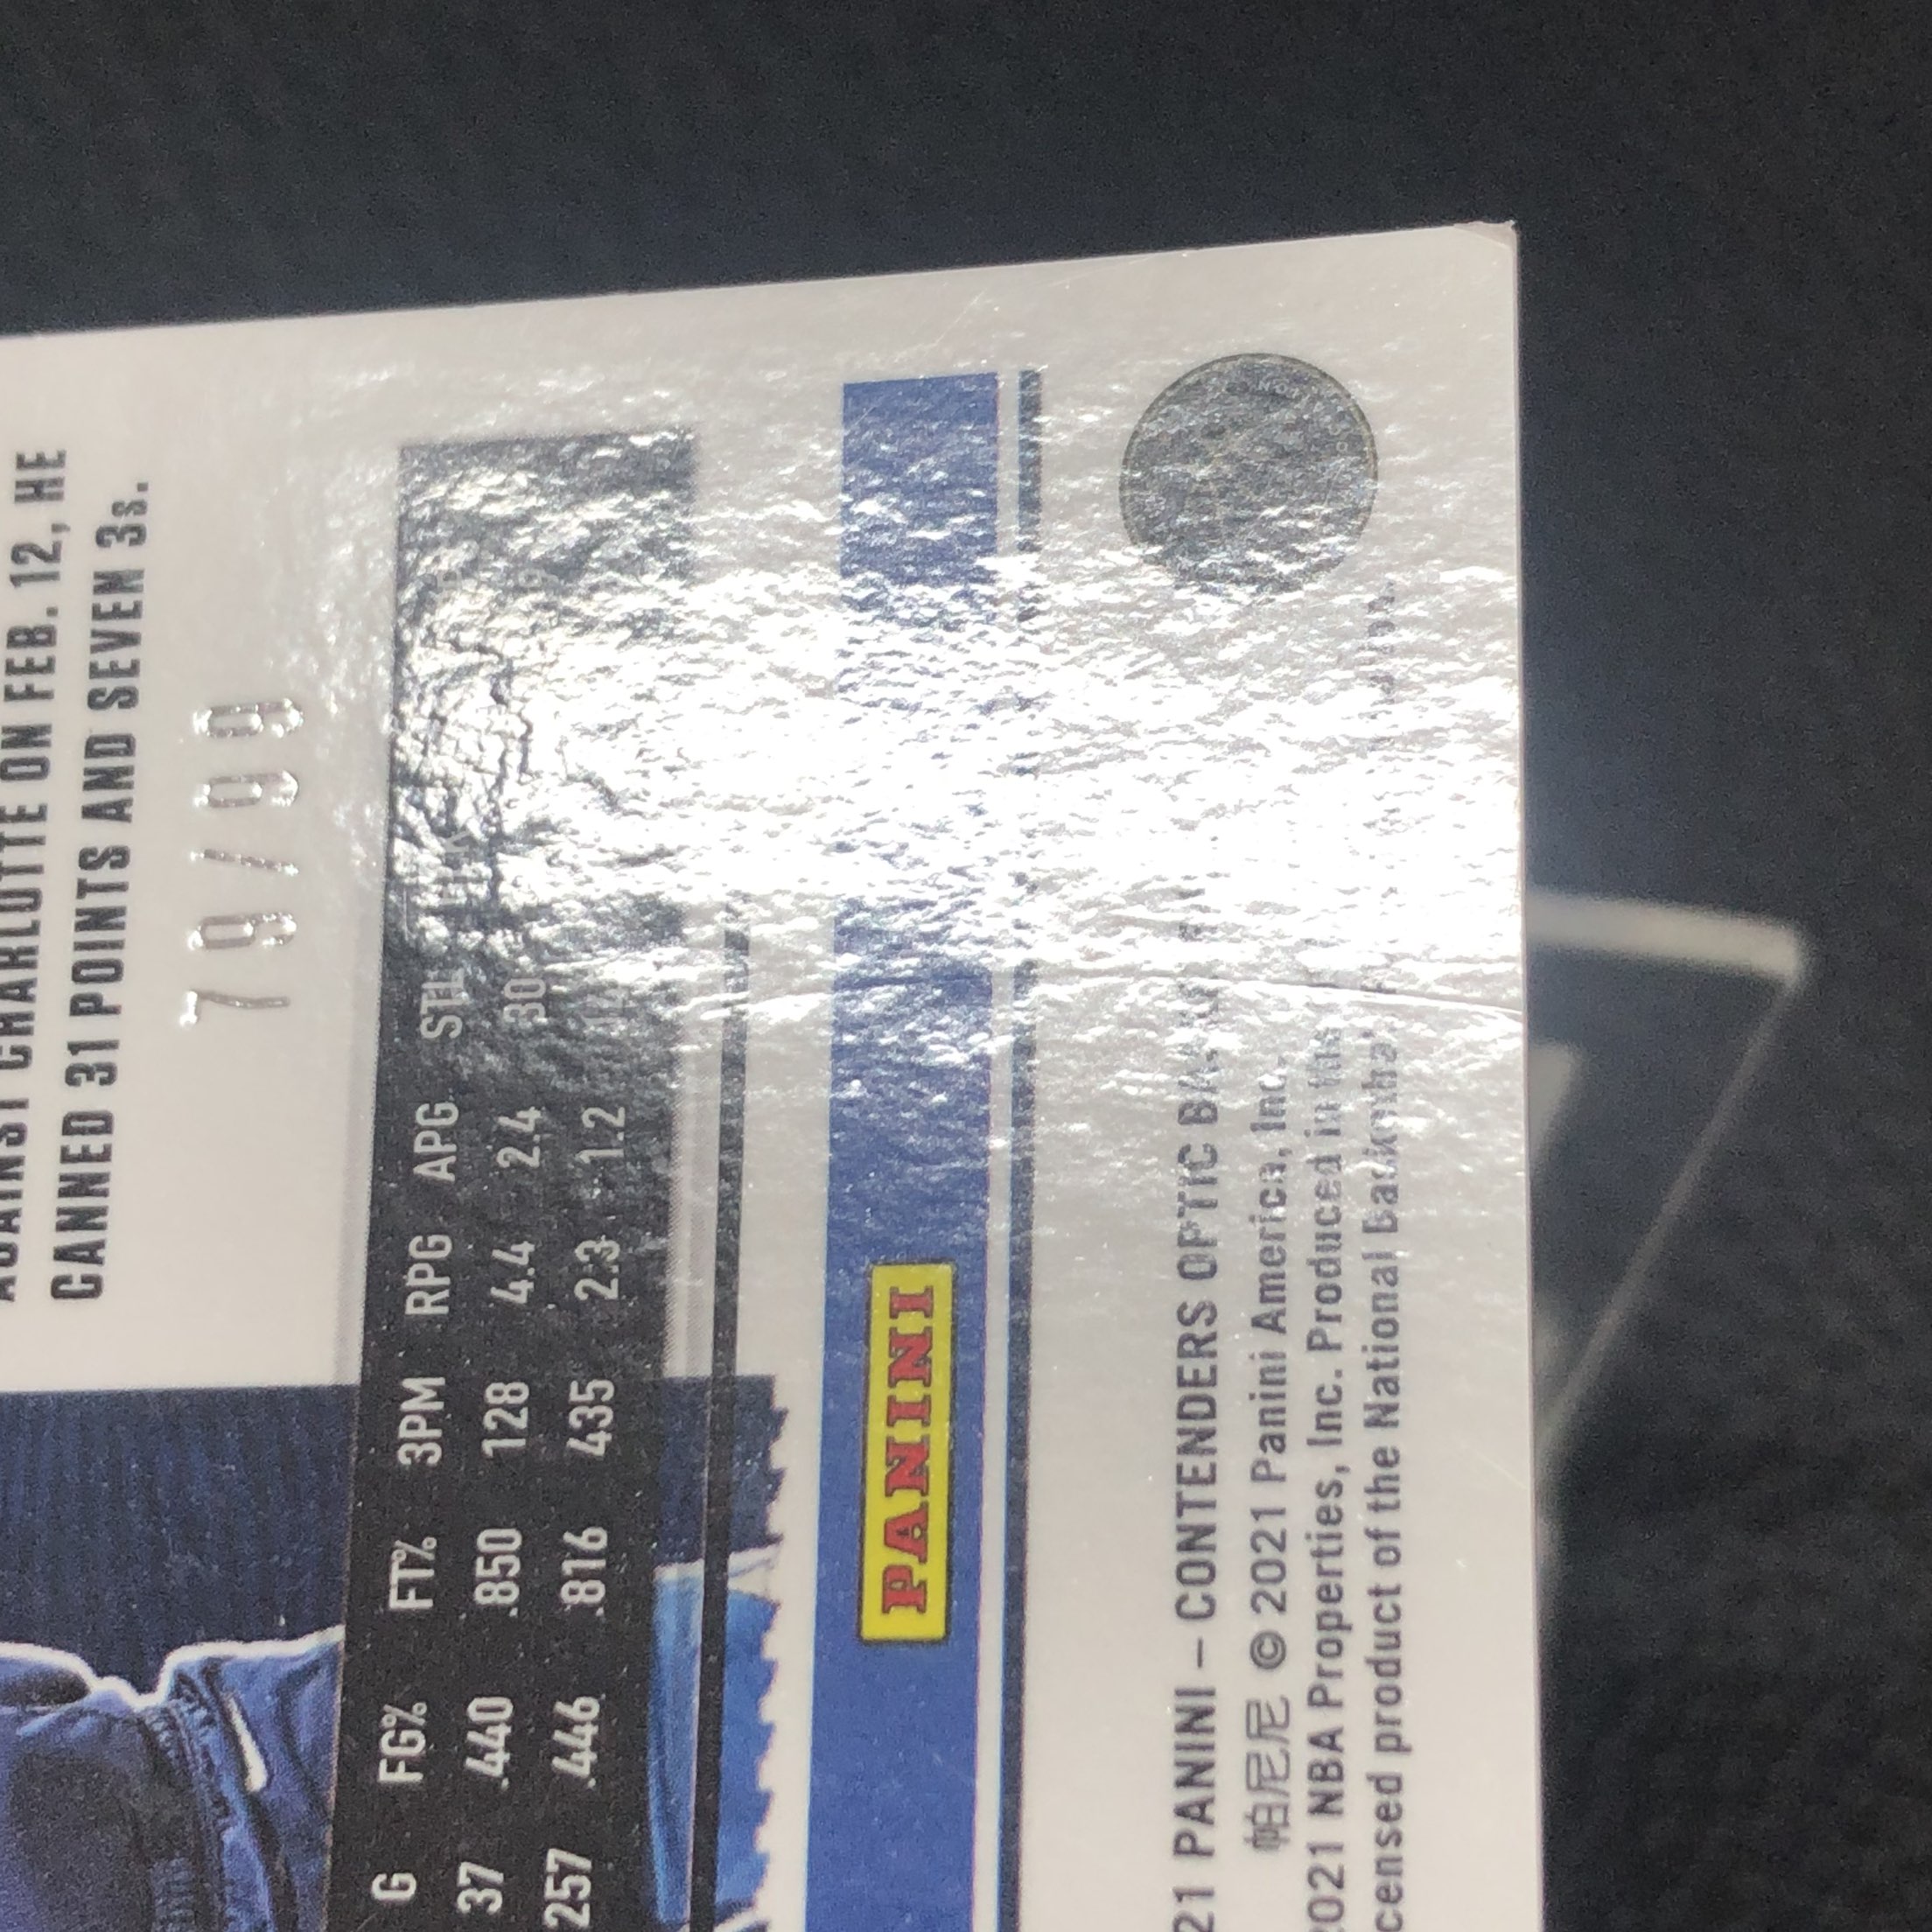 AGAINST CHARLOTTE ON FEB. 12, HE
CANNED 31 POINTS AND SEVEN 3s.
79/99
G FG% FT% 3PM RPG APG STL
37 .440 .850 128 4.4 2.4 30
257 .446 .816 435 2.3 1.2
PANINI
21 PANINI – CONTENDERS OPTIC
帕尼尼 © 2021 Panini America, Inc.
2021 NBA Properties, Inc. Produced in the
censed product of the National